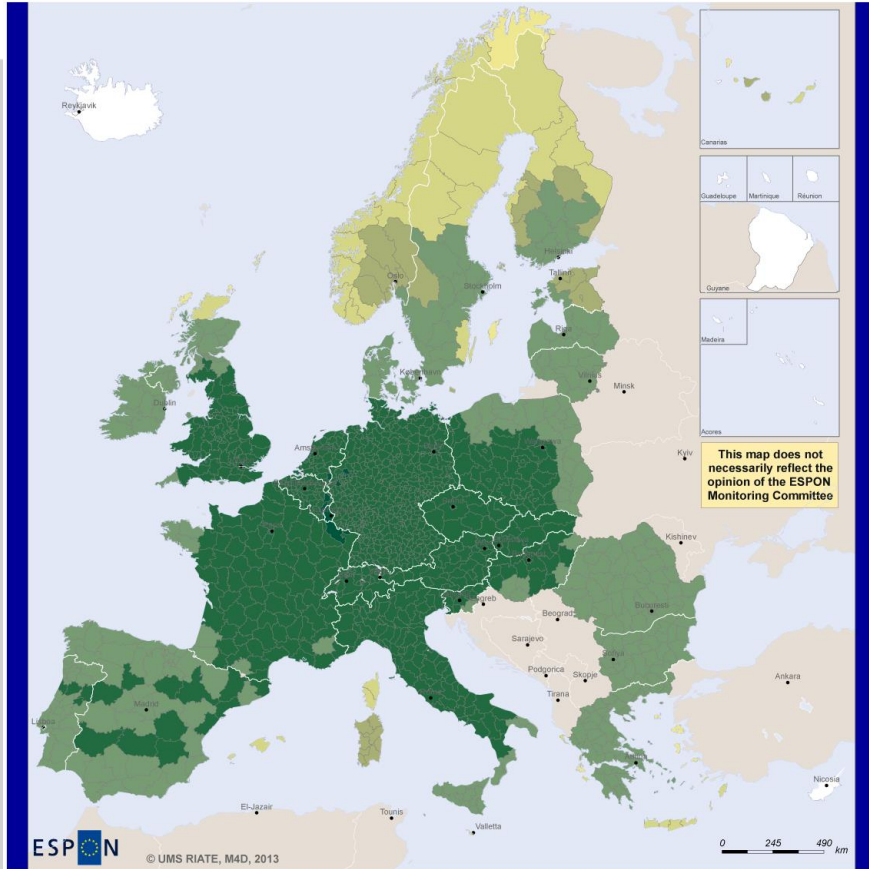 Reykjavik
Canarias
Guadeloupe
Martinique
Réunion
Guyane
Madeira
Acores
This map does not
necessarily reflect the
opinion of the ESPON
Monitoring Committee
Oslo
Helsinki
Tallinn
Stockholm
Riga
Vilnius
Minsk
København
Dublin
Kyiv
Kishinev
Zagreb
Beograd
Bucuresti
Sarajevo
Sofiya
Podgorica
Skopje
Tirana
Ankara
Madrid
Lisboa
Nicosia
El-Jazair
Tounis
Valletta
ESPON
© UMS RIATE, M4D, 2013
0 245 490 km